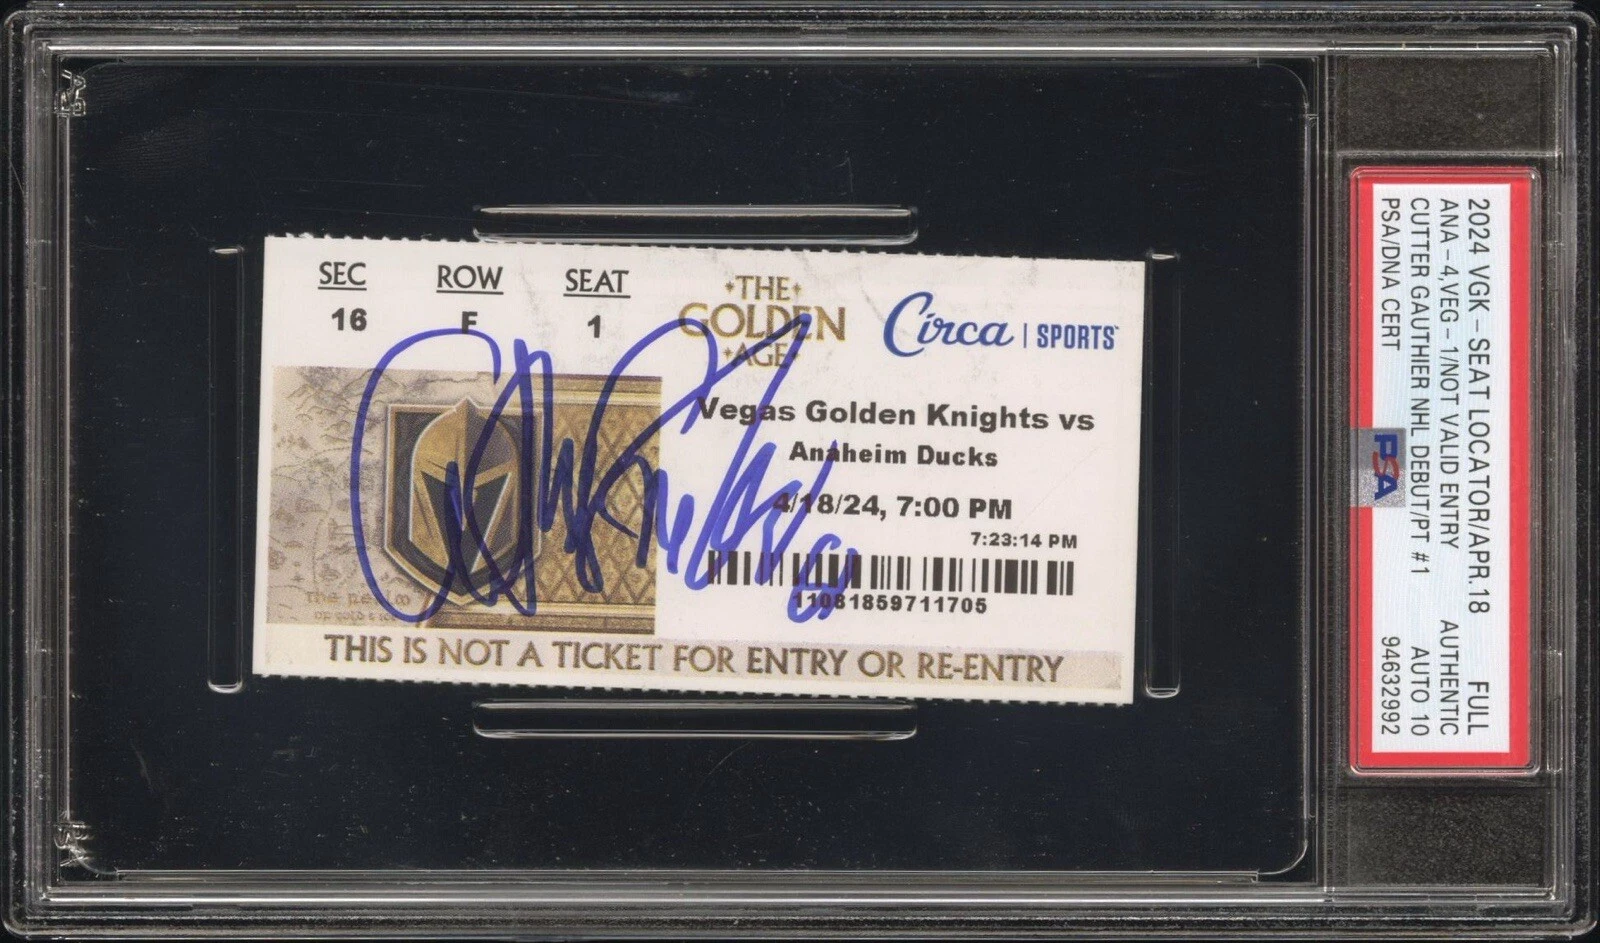 SEC ROW SEAT
16 F 1
THE
GOLDEN
AGE
Circa | SPORTS
Vegas Golden Knights vs
Anaheim Ducks
4/18/24, 7:00 PM
7:23:14 PM
11081859711705
THIS IS NOT A TICKET FOR ENTRY OR RE-ENTRY
2024 VGK - SEAT LOCATOR/APR.18 FULL
ANA - 4,VEG - 1/NOT VALID ENTRY AUTHENTIC
CUTTER GAUTHIER NHL DEBUT/PT #1 AUTO 10
PSA/DNA CERT 94632992
PSA